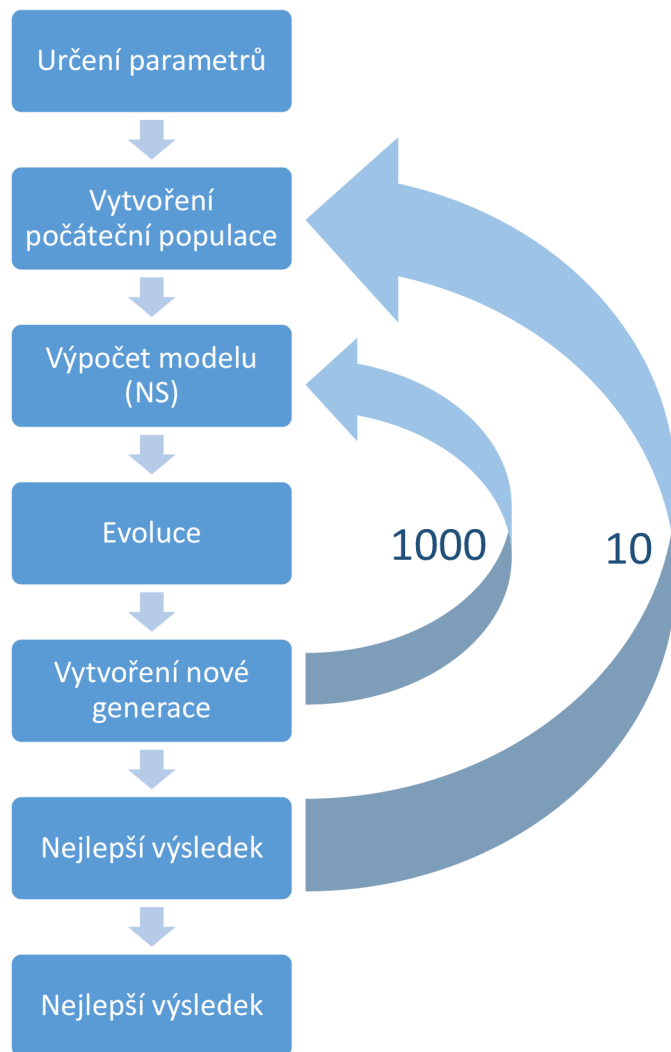 Určení parametrů
Vytvoření
počáteční populace
Výpočet modelu
(NS)
Evoluce
1000
10
Vytvoření nové
generace
Nejlepší výsledek
Nejlepší výsledek